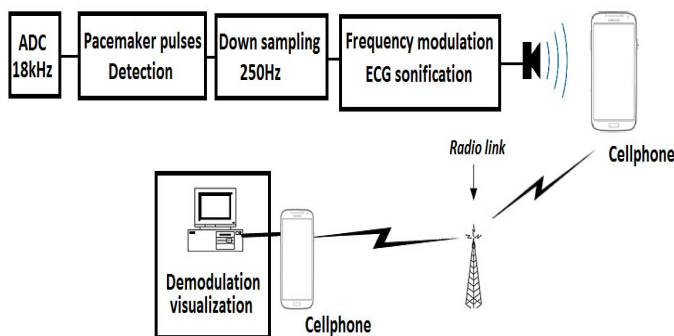 ADC
18kHz
Pacemaker pulses
Detection
Down sampling
250Hz
Frequency modulation
ECG sonification
Cellphone
Radio link
Demodulation
visualization
Cellphone